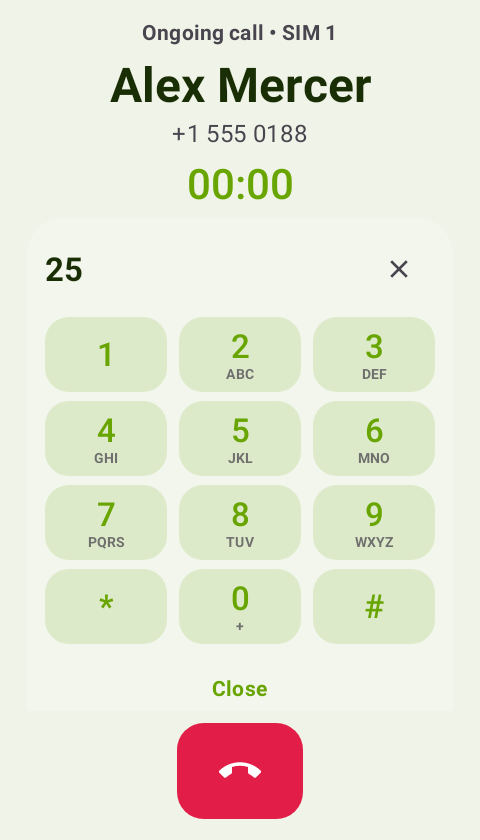 Ongoing call • SIM 1
Alex Mercer
+1 555 0188
00:00
25
1 2 3
ABC DEF
4 5 6
GHI JKL MNO
7 8 9
PQRS TUV WXYZ
* 0 #
+
Close